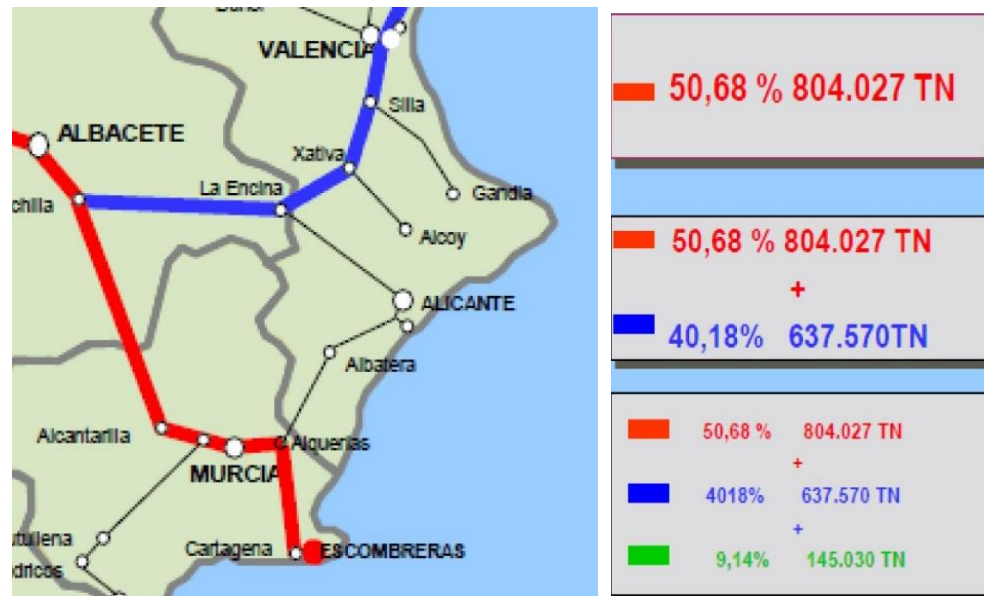 VALENCIA
Silla
ALBACETE
Xativa
La Encina
Gandia
chilla
Alcoy
ALICANTE
Albatera
Alcantarilla
Alquerias
MURCIA
Cartagena
ESCOMBRERAS
dricos
50,68 % 804.027 TN
50,68 % 804.027 TN
+
40,18% 637.570TN
50,68 % 804.027 TN
+
4018% 637.570 TN
+
9,14% 145.030 TN